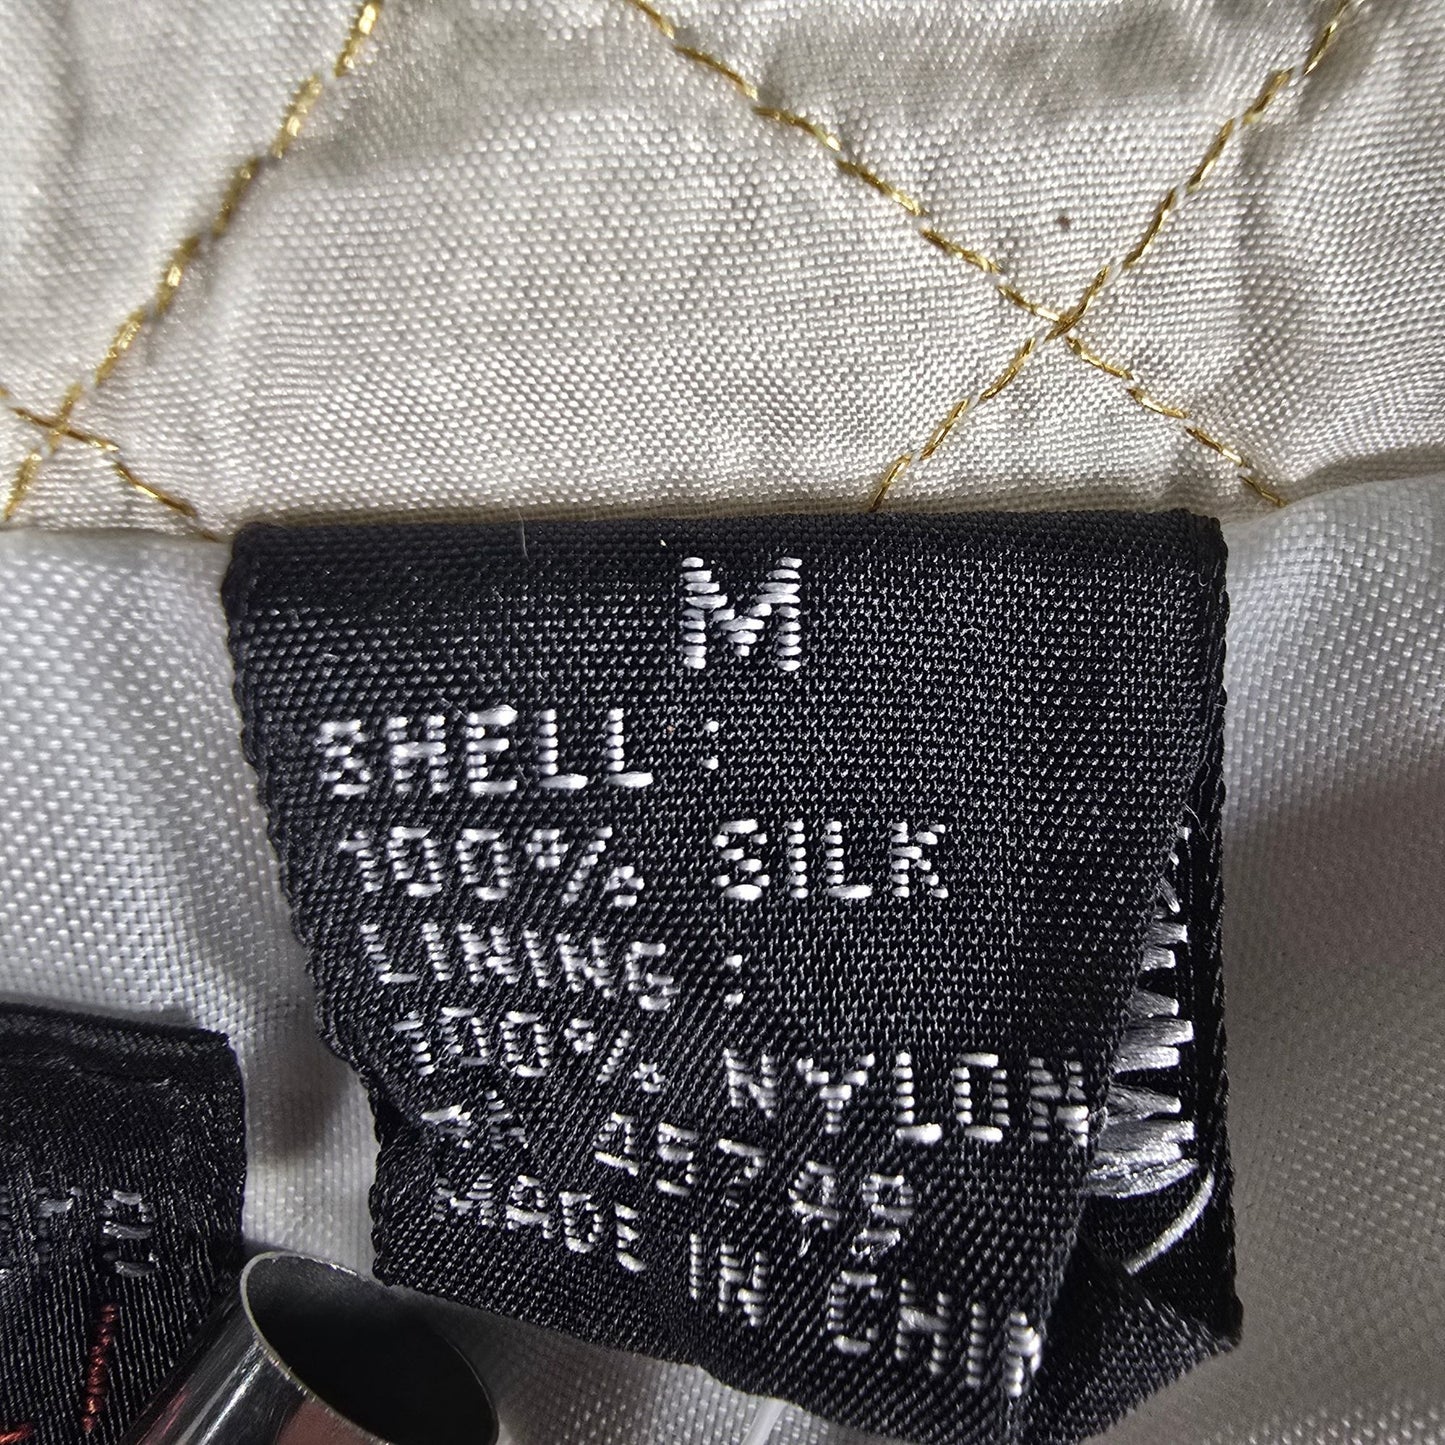 M
SHELL:
100% SILK
LINING:
100% NYLON
MADE IN CHIN